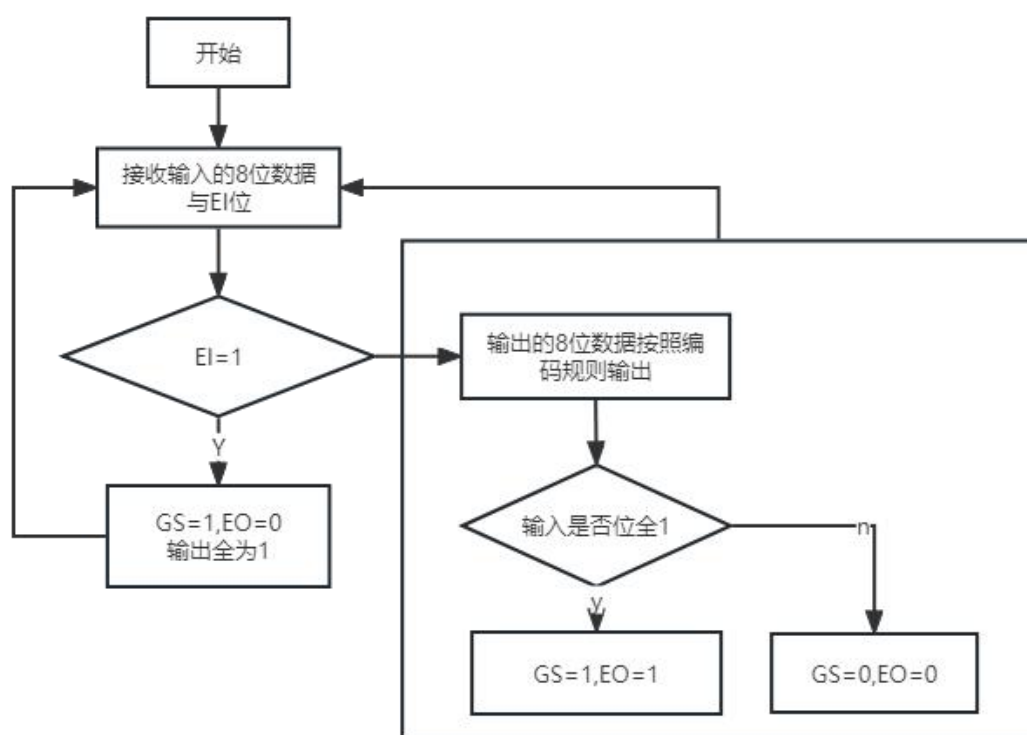 开始
接收输入的8位数据
与EI位
EI=1
Y
GS=1,EO=0
输出全为1
输出的8位数据按照编
码规则输出
输入是否位全1
n
y
GS=1,EO=1
GS=0,EO=0